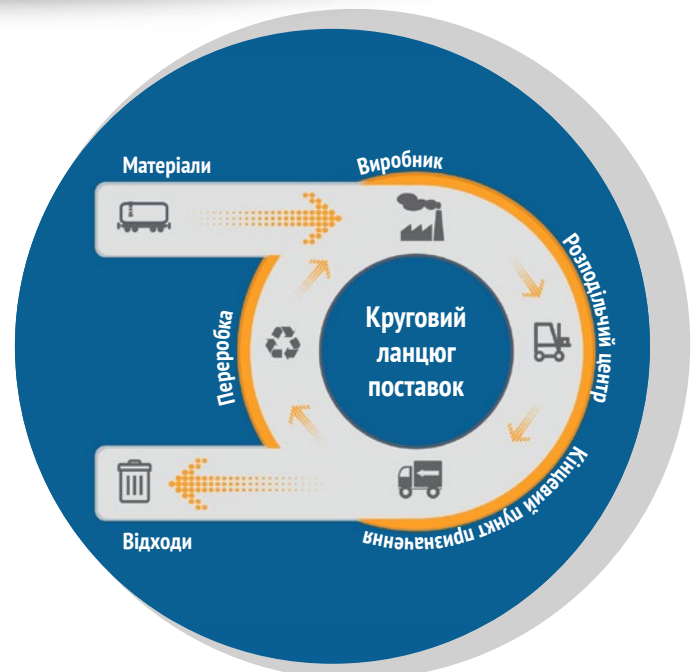 Матеріали
Виробник
Розподільчий центр
Круговий
ланцюг
поставок
Переробка
Кінцевий пункт призначення
Відходи